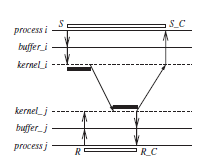 S S_C
process i
buffer_i
kernel_i
kernel_j
buffer_j
process j
R R_C